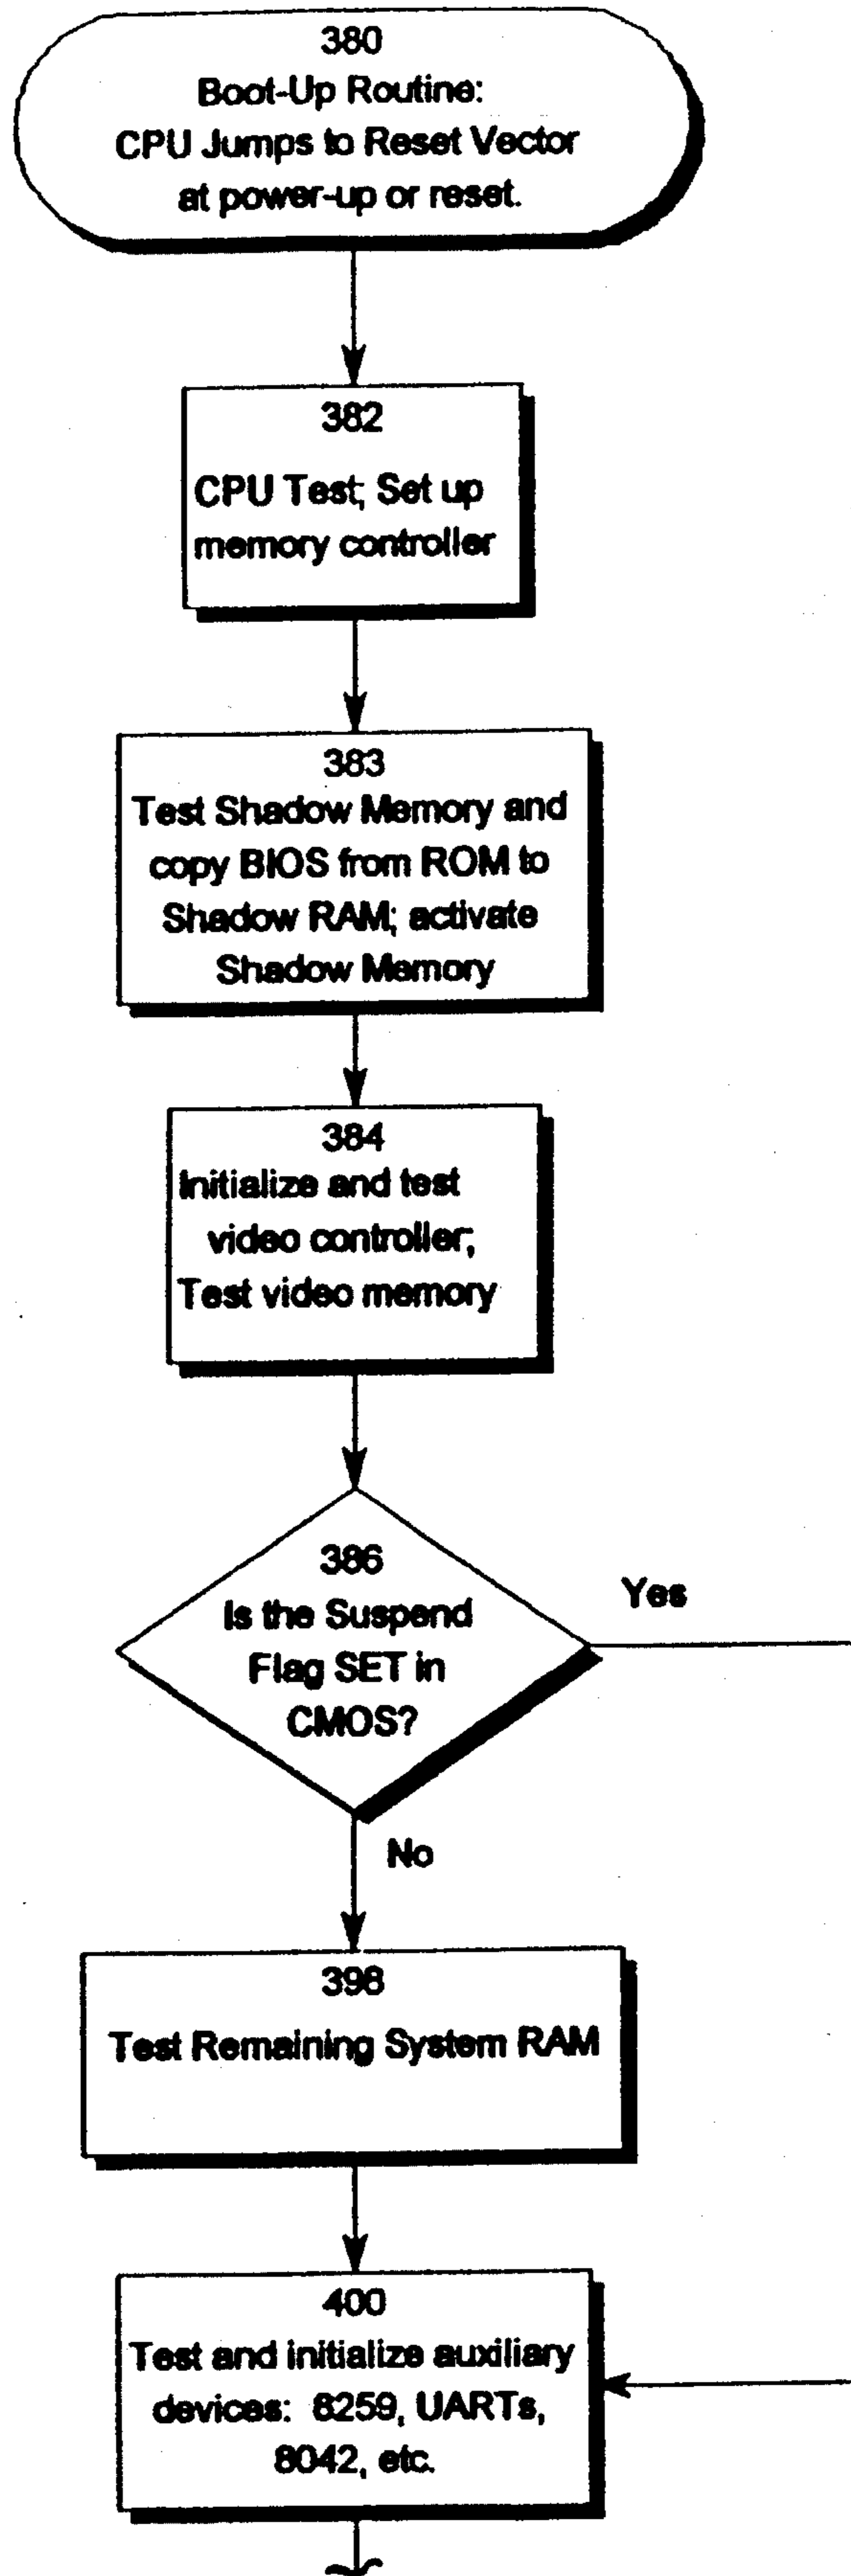 380
Boot-Up Routine:
CPU Jumps to Reset Vector
at power-up or reset.
382
CPU Test; Set up
memory controller
383
Test Shadow Memory and
copy BIOS from ROM to
Shadow RAM; activate
Shadow Memory
384
Initialize and test
video controller;
Test video memory
386
Is the Suspend
Flag SET in
CMOS?
Yes
No
398
Test Remaining System RAM
400
Test and initialize auxiliary
devices: 8259, UARTs,
8042, etc.